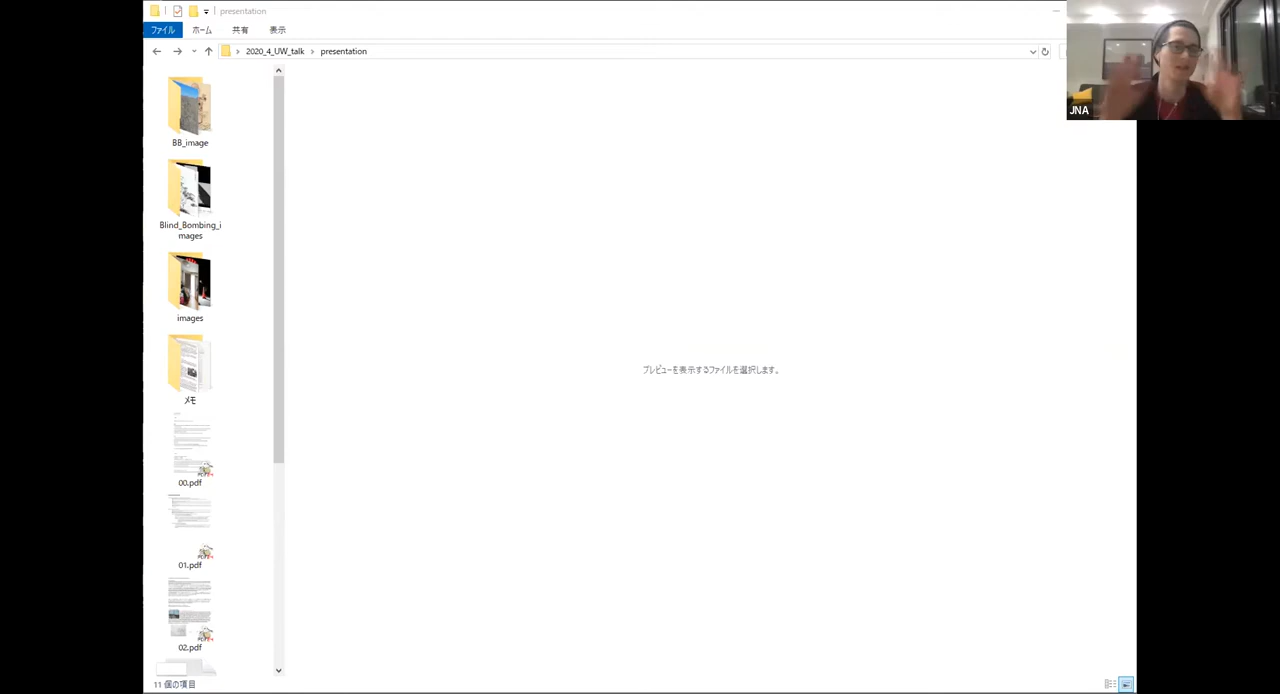 presentation
ファイル ホーム 共有 表示
2020_4_UW_talk presentation
JNA
BB_image
Blind_Bombing_i
mages
images
プレビューを表示するファイルを選択します。
メモ
00.pdf
01.pdf
02.pdf
11 個の項目